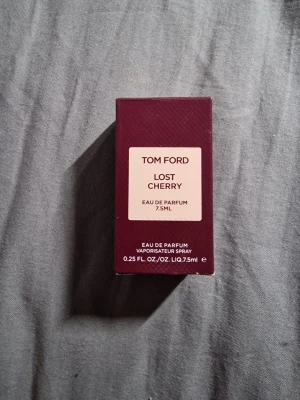 TOM FORD
LOST
CHERRY
EAU DE PARFUM
7.5ML
EAU DE PARFUM
VAPORISATEUR SPRAY
0.25 FL. OZ./OZ. LIQ.7.5ml ℮